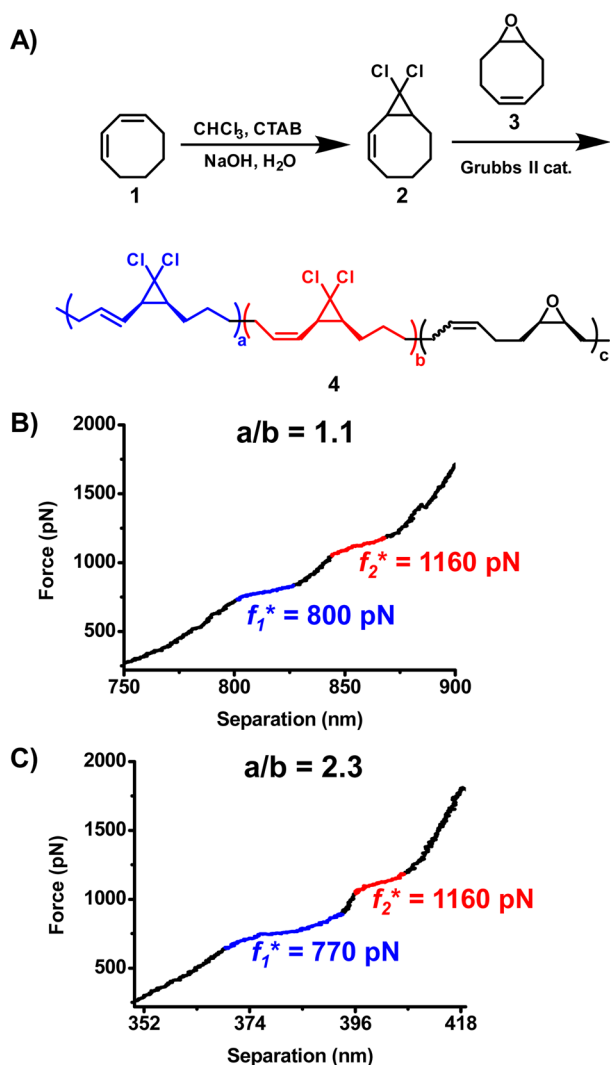 A)
Cl Cl
O
3
CHCl3, CTAB
NaOH, H2O
1
2
Grubbs II cat.
Cl Cl
Cl Cl
O
a
b
c
4
B)
a/b = 1.1
2000
1500
1000
500
Force (pN)
f1* = 800 pN
f2* = 1160 pN
750 800 850 900
Separation (nm)
C)
a/b = 2.3
2000
1500
1000
500
Force (pN)
f1* = 770 pN
f2* = 1160 pN
352 374 396 418
Separation (nm)